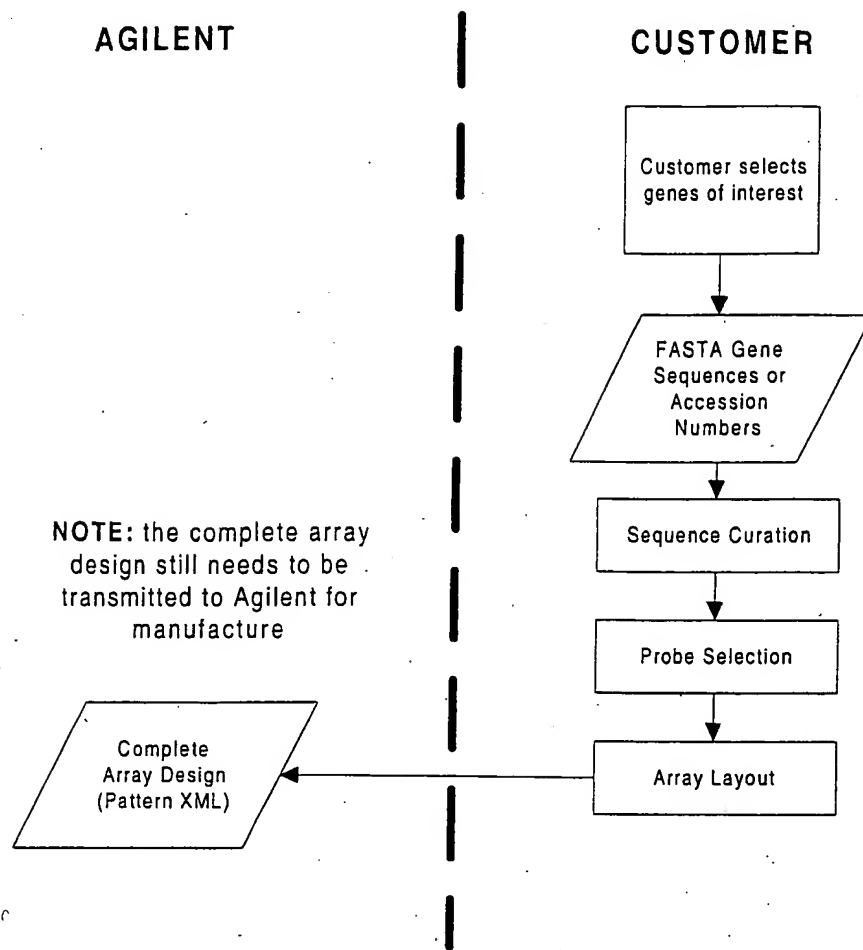 AGILENT
CUSTOMER
Customer selects
genes of interest
FASTA Gene
Sequences or
Accession
Numbers
Sequence Curation
NOTE: the complete array
design still needs to be
transmitted to Agilent for
manufacture
Probe Selection
Complete
Array Design
(Pattern XML)
Array Layout